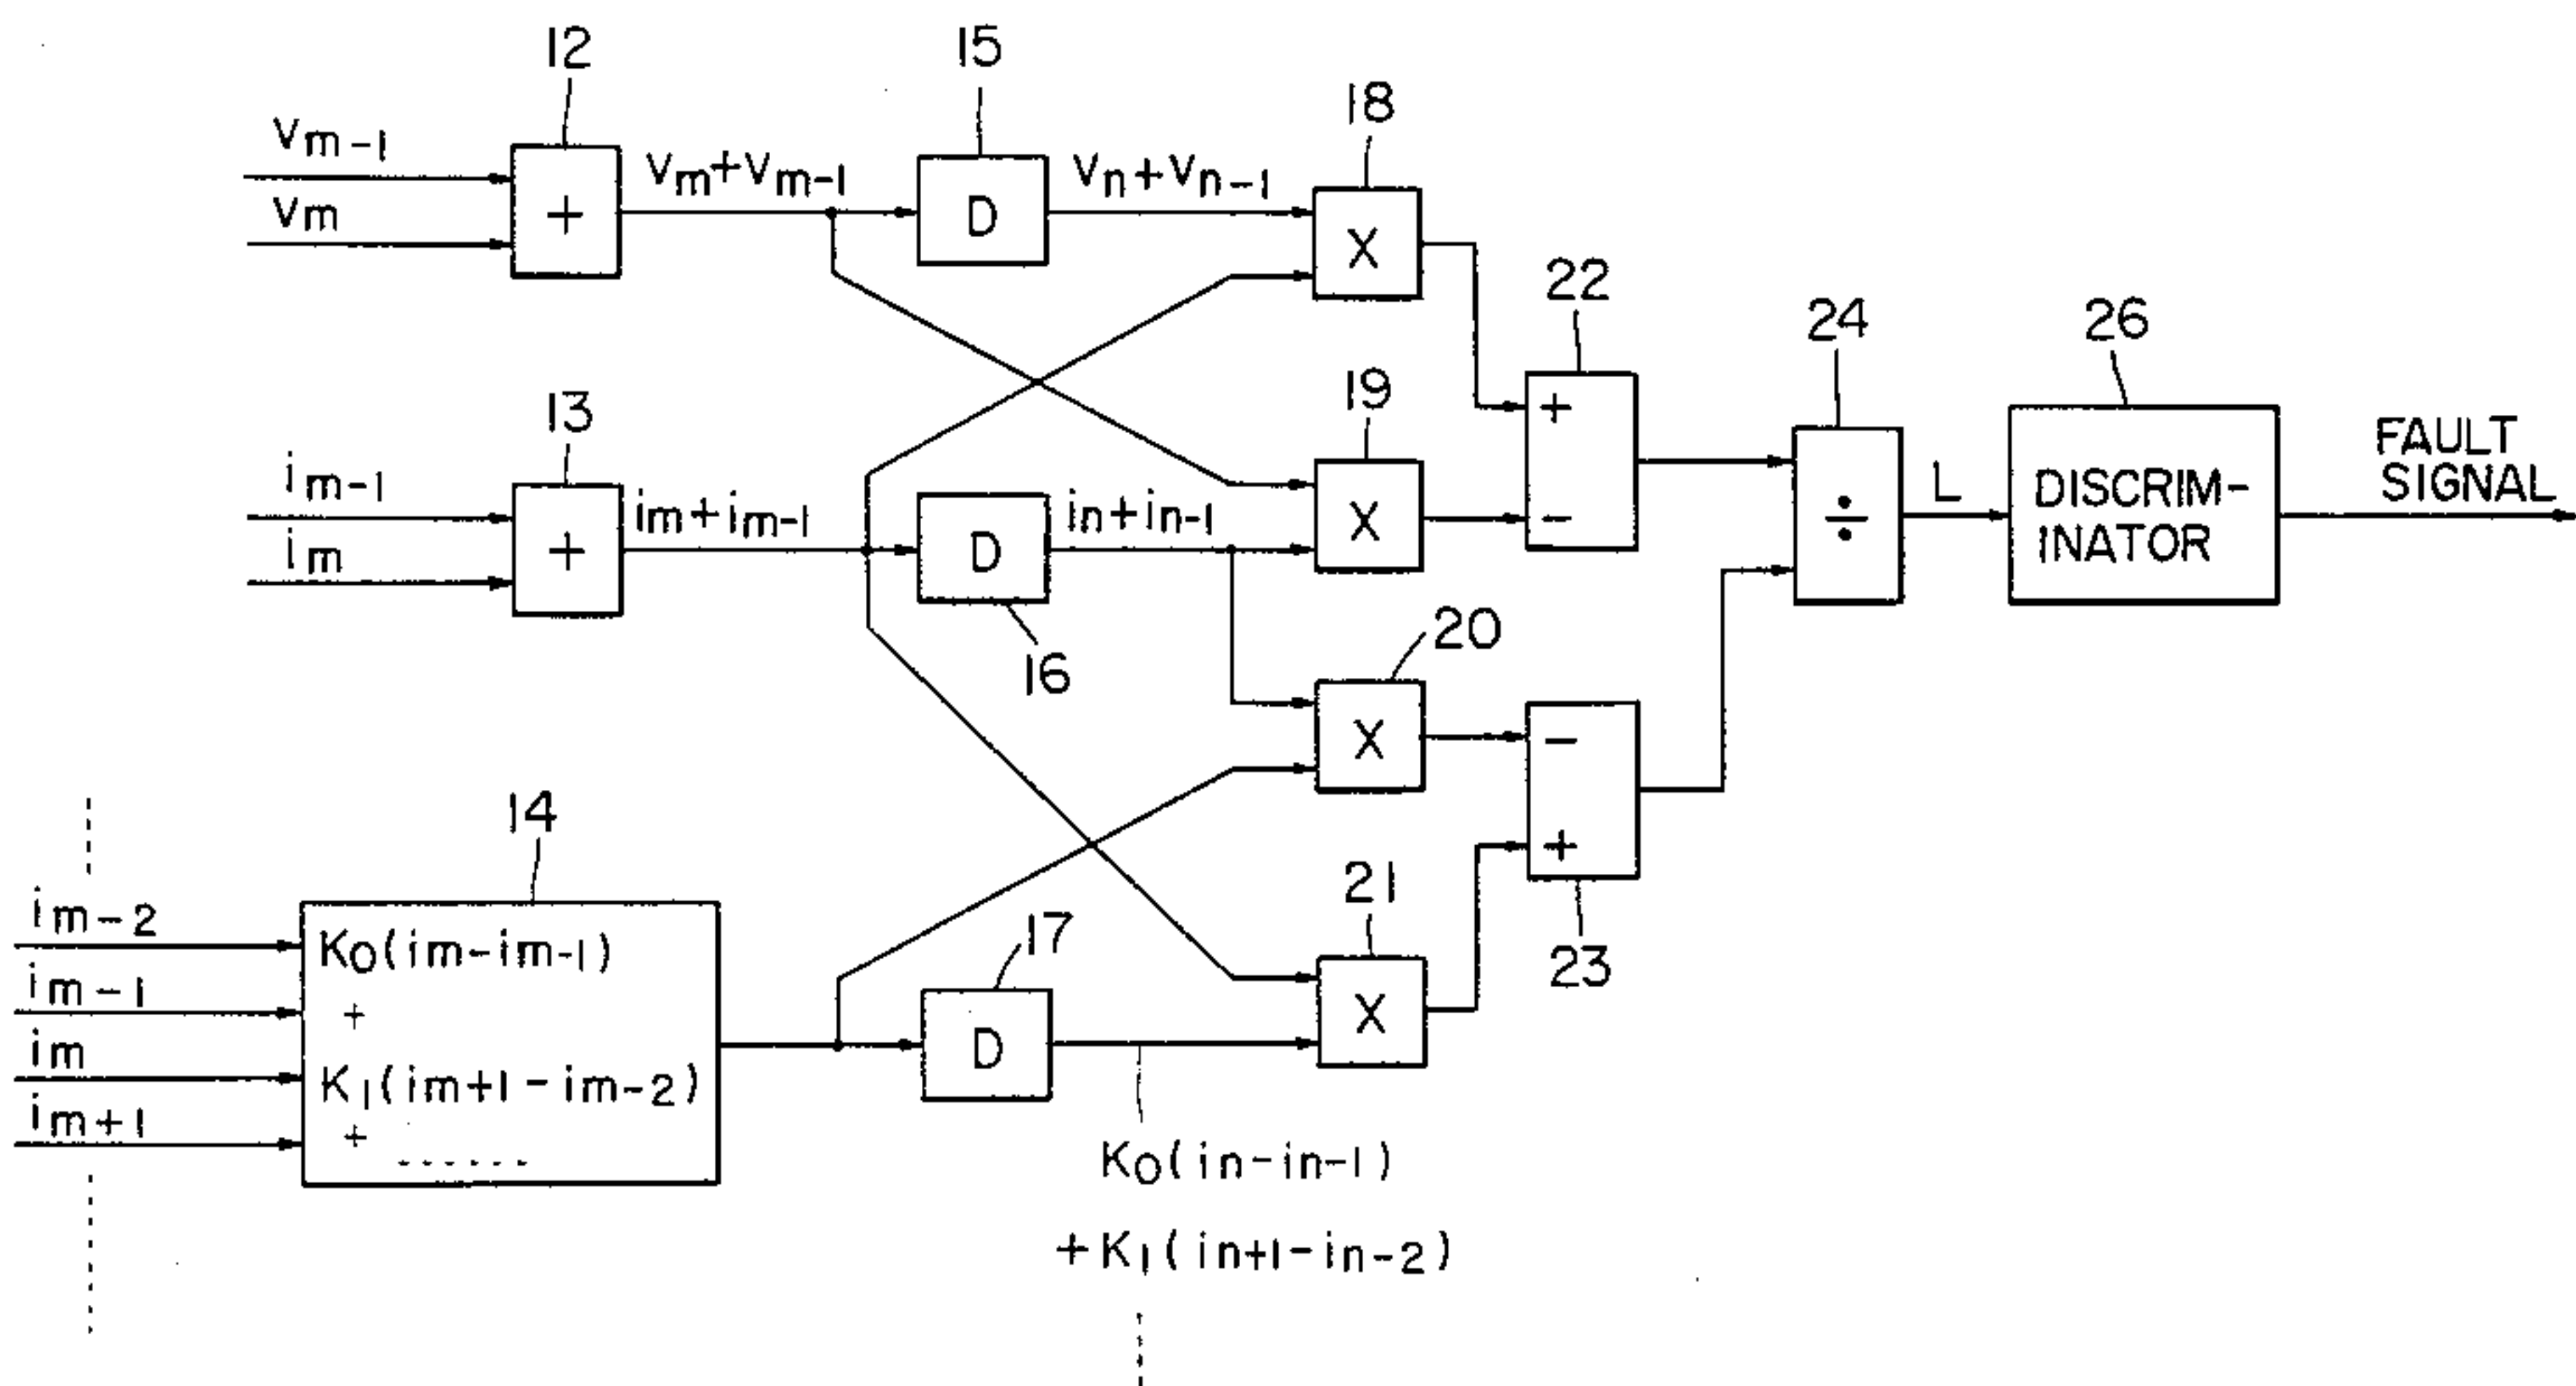 12
15
18
Vm-1
Vm
+
Vm+Vm-1
D
Vn+Vn-1
X
22
24
26
13
19
im-1
im
+
im+im-1
D
in+in-1
X
+
-
÷
L
DISCRIM-
INATOR
FAULT
SIGNAL
16
20
X
-
+
23
14
im-2
im-1
im
im+1
K0(im-im-1)
+
K1(im+1-im-2)
+
17
D
21
X
K0(in-in-1)
+K1(in+1-in-2)